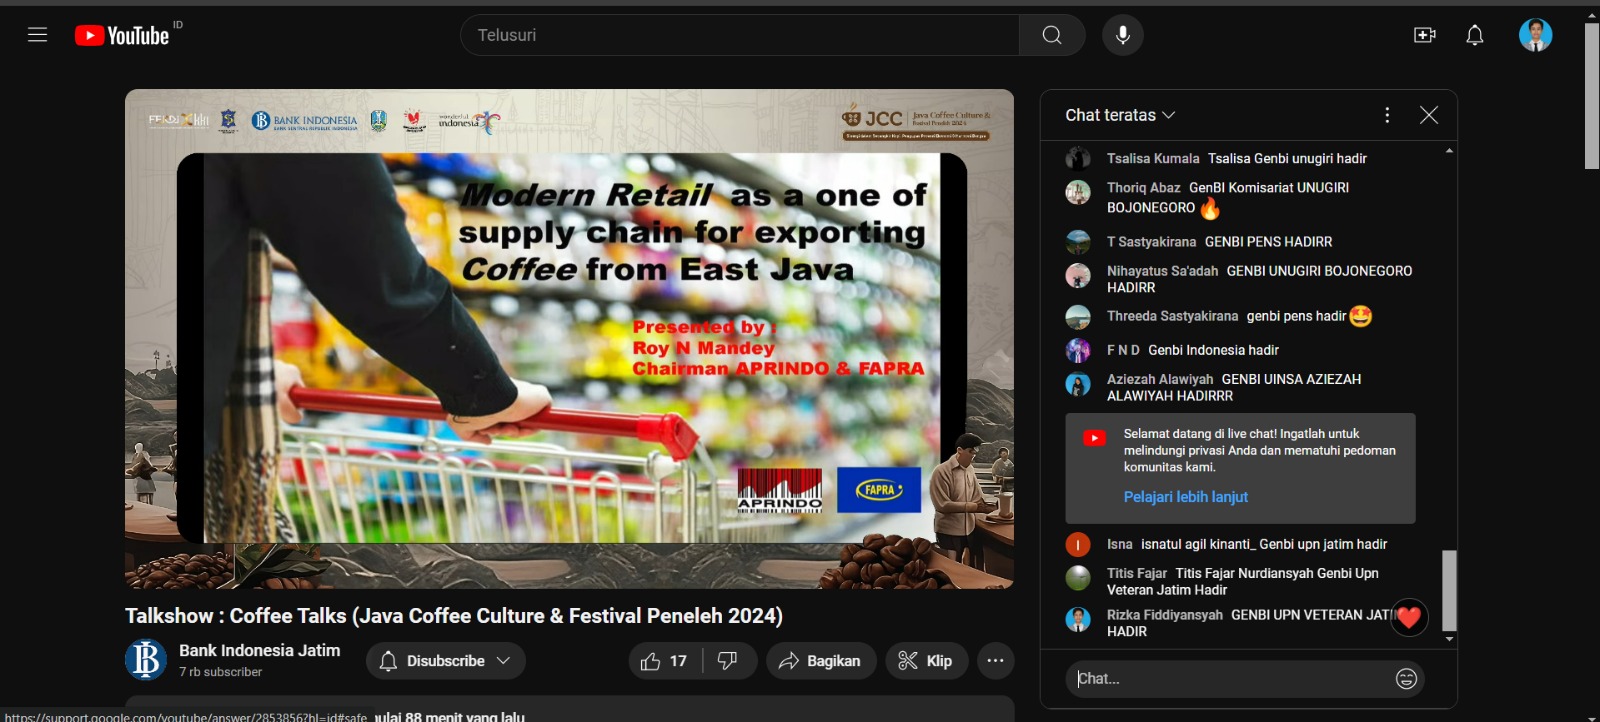 YouTube ID
Telusuri
BANK INDONESIA
BANK SENTRAL REPUBLIK INDONESIA
wonderful
indonesia
JCC Java Coffee Culture &
Festival Peneleh 2024
Modern Retail as a one of
supply chain for exporting
Coffee from East Java
Presented by :
Roy N Mandey
Chairman APRINDO & FAPRA
APRINDO
FAPRA
Talkshow : Coffee Talks (Java Coffee Culture & Festival Peneleh 2024)
Bank Indonesia Jatim
7 rb subscriber
Disubscribe
17
Bagikan
Klip
https://support.google.com/youtube/answer/2853856?hl=id#safe
ulai 88 menit yang lalu
Chat teratas
Tsalisa Kumala Tsalisa Genbi unugiri hadir
Thoriq Abaz GenBI Komisariat UNUGIRI
BOJONEGORO 🔥
T Sastyakirana GENBI PENS HADIRR
Nihayatus Sa'adah GENBI UNUGIRI BOJONEGORO
HADIRR
Threeda Sastyakirana genbi pens hadir🤩
F N D Genbi Indonesia hadir
Aziezah Alawiyah GENBI UINSA AZIEZAH
ALAWIYAH HADIRRR
Selamat datang di live chat! Ingatlah untuk
melindungi privasi Anda dan mematuhi pedoman
komunitas kami.
Pelajari lebih lanjut
I
Isna isnatul agil kinanti_ Genbi upn jatim hadir
Titis Fajar Titis Fajar Nurdiansyah Genbi Upn
Veteran Jatim Hadir
Rizka Fiddiyansyah GENBI UPN VETERAN JATI
HADIR
Chat...